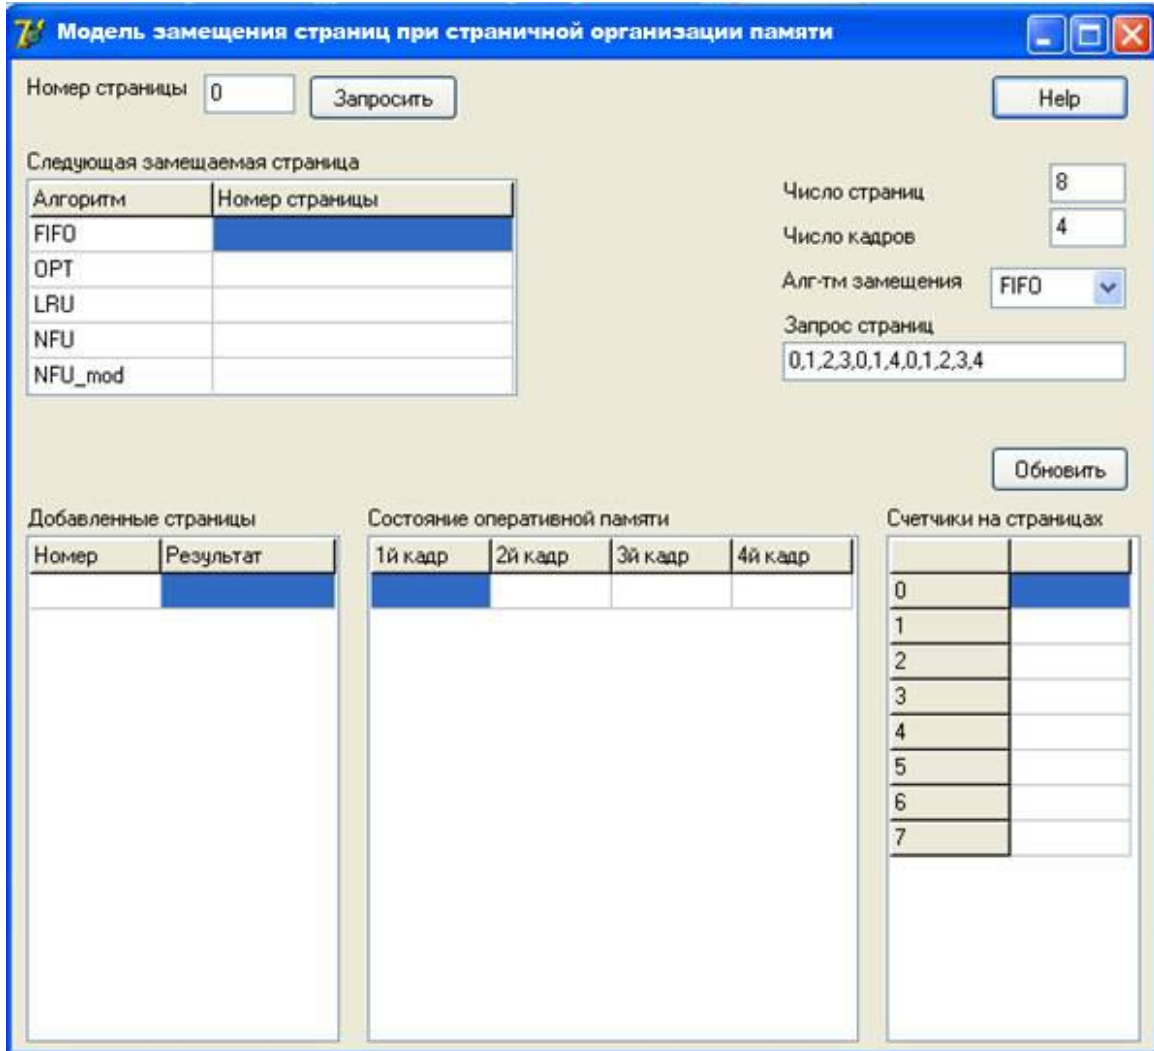 Модель замещения страниц при страничной организации памяти
Номер страницы 0 Запросить Help
Следующая замещаемая страница
Алгоритм Номер страницы
FIFO
OPT
LRU
NFU
NFU_mod
Число страниц 8
Число кадров 4
Алг-тм замещения FIFO
Запрос страниц
0,1,2,3,0,1,4,0,1,2,3,4
Обновить
Добавленные страницы
Номер Результат
Состояние оперативной памяти
1й кадр 2й кадр 3й кадр 4й кадр
Счетчики на страницах
0
1
2
3
4
5
6
7